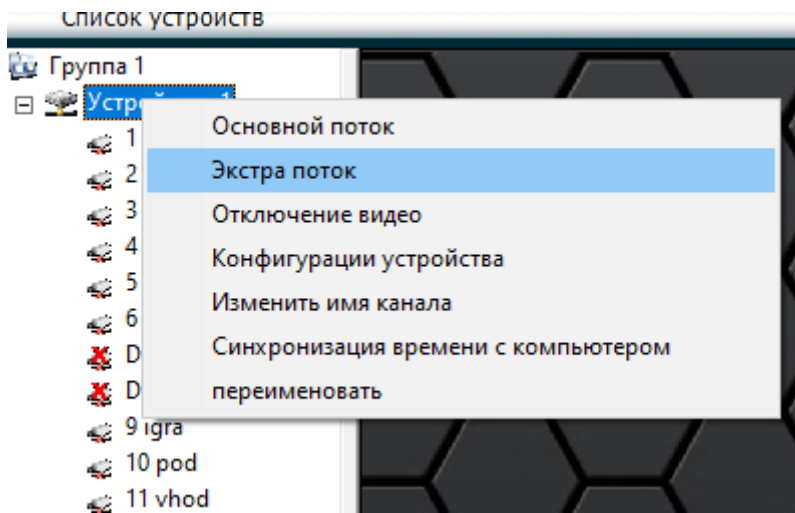 Список устройств
Группа 1
Основной поток
1
Экстра поток
2
Отключение видео
3
Конфигурации устройства
4
Изменить имя канала
5
Синхронизация времени с компьютером
6
D
переименовать
D
9 igra
10 pod
11 vhod